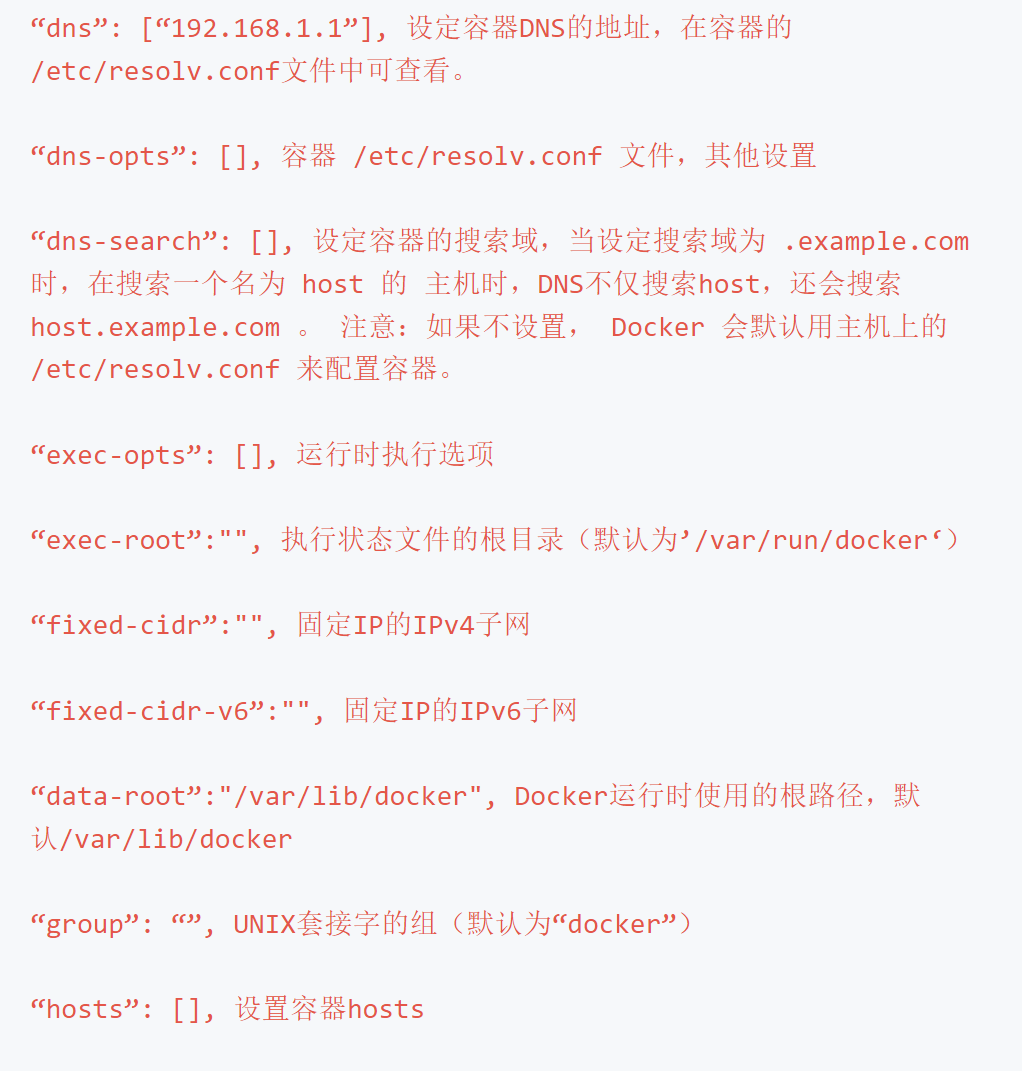 “dns”: [“192.168.1.1”], 设定容器DNS的地址，在容器的
/etc/resolv.conf文件中可查看。
“dns-opts”: [], 容器 /etc/resolv.conf 文件，其他设置
“dns-search”: [], 设定容器的搜索域，当设定搜索域为 .example.com
时，在搜索一个名为 host 的 主机时，DNS不仅搜索host，还会搜索
host.example.com 。 注意：如果不设置， Docker 会默认用主机上的
/etc/resolv.conf 来配置容器。
“exec-opts”: [], 运行时执行选项
“exec-root”:"", 执行状态文件的根目录（默认为’/var/run/docker‘）
“fixed-cidr”:"", 固定IP的IPv4子网
“fixed-cidr-v6”:"", 固定IP的IPv6子网
“data-root”:"/var/lib/docker", Docker运行时使用的根路径，默
认/var/lib/docker
“group”: “”, UNIX套接字的组（默认为“docker”）
“hosts”: [], 设置容器hosts